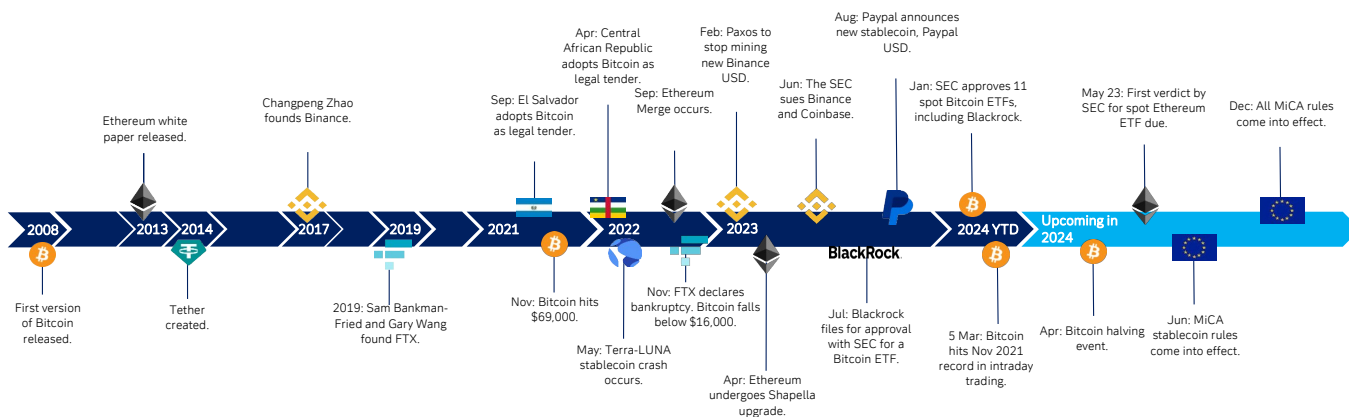 Aug: Paypal announces
new stablecoin, Paypal
USD.
Apr: Central
African Republic
adopts Bitcoin as
legal tender.
Feb: Paxos to
stop mining
new Binance
USD.
Changpeng Zhao
founds Binance.
Ethereum white
paper released.
Sep: El Salvador
adopts Bitcoin
as legal tender.
Sep: Ethereum
Merge occurs.
Jun: The SEC
sues Binance
and Coinbase.
Jan: SEC approves 11
spot Bitcoin ETFs,
including Blackrock.
May 23: First verdict by
SEC for spot Ethereum
ETF due.
Dec: All MiCA rules
come into effect.
2008
2013
2014
2017
2019
2021
2022
2023
2024 YTD
Upcoming in
2024
BlackRock.
First version
of Bitcoin
released.
Tether
created.
2019: Sam Bankman-
Fried and Gary Wang
found FTX.
Nov: Bitcoin hits
$69,000.
May: Terra-LUNA
stablecoin crash
occurs.
Nov: FTX declares
bankruptcy. Bitcoin falls
below $16,000.
Apr: Ethereum
undergoes Shapella
upgrade.
Jul: Blackrock
files for approval
with SEC for a
Bitcoin ETF.
5 Mar: Bitcoin
hits Nov 2021
record in intraday
trading.
Apr: Bitcoin halving
event.
Jun: MiCA
stablecoin rules
come into effect.